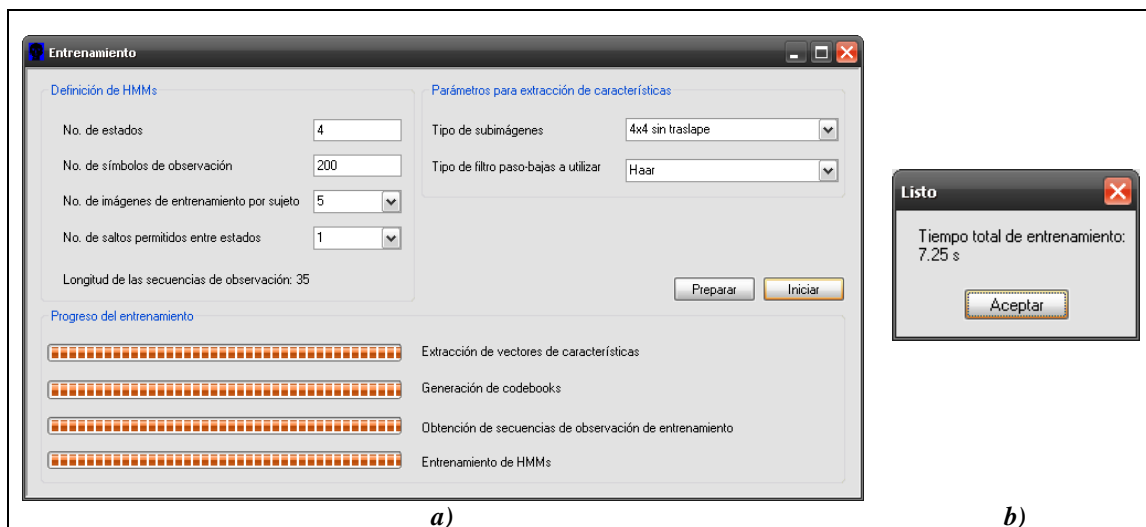 Entrenamiento
Definición de HMMs
No. de estados
4
No. de símbolos de observación
200
No. de imágenes de entrenamiento por sujeto
5
No. de saltos permitidos entre estados
1
Longitud de las secuencias de observación: 35
Parámetros para extracción de características
Tipo de subimágenes
4x4 sin traslape
Tipo de filtro paso-bajas a utilizar
Haar
Preparar
Iniciar
Progreso del entrenamiento
Extracción de vectores de características
Generación de codebooks
Obtención de secuencias de observación de entrenamiento
Entrenamiento de HMMs
a)
Listo
Tiempo total de entrenamiento:
7.25 s
Aceptar
b)